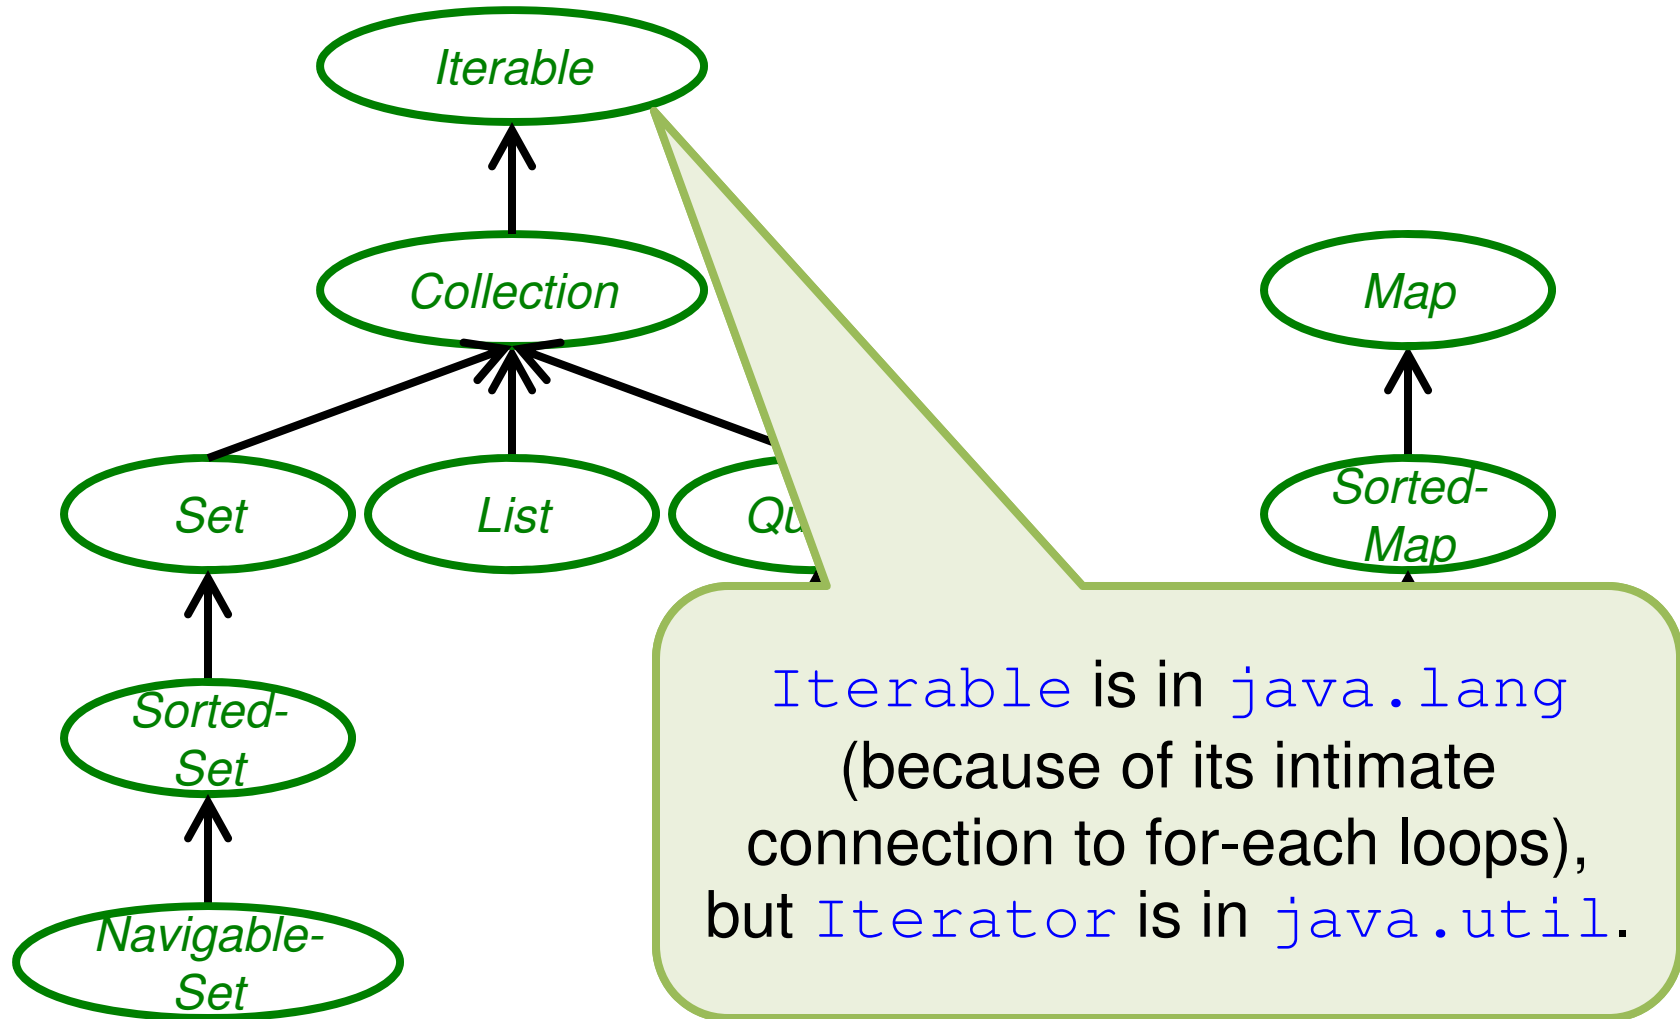 Iterable
Collection
Map
Set
List
Sorted-
Map
Sorted-
Set
Navigable-
Set
Iterable is in java.lang
(because of its intimate
connection to for-each loops),
but Iterator is in java.util.